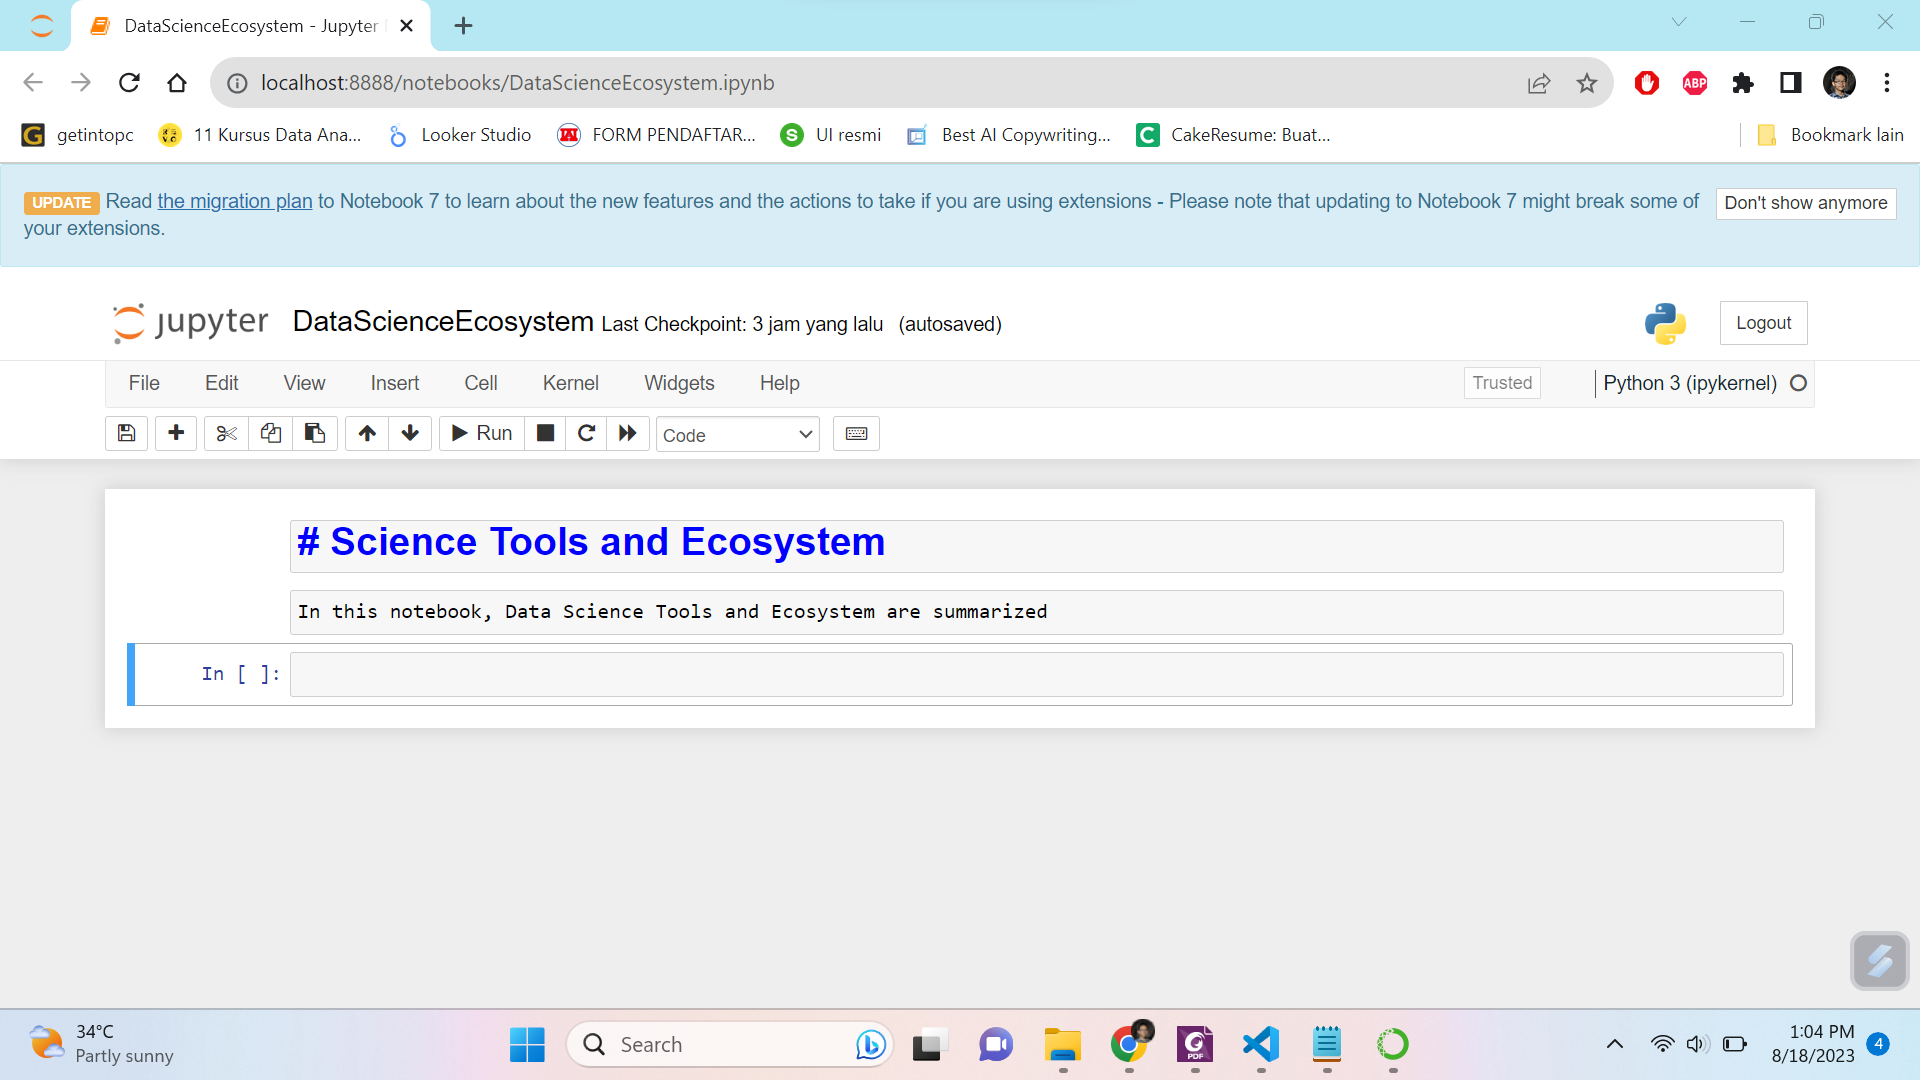 DataScienceEcosystem - Jupyter
localhost:8888/notebooks/DataScienceEcosystem.ipynb
ABP
G getintopc 11 Kursus Data Ana... Looker Studio FORM PENDAFTAR... S UI resmi Best AI Copywriting... C CakeResume: Buat... Bookmark lain
UPDATE Read the migration plan to Notebook 7 to learn about the new features and the actions to take if you are using extensions - Please note that updating to Notebook 7 might break some of
your extensions.
Don't show anymore
jupyter DataScienceEcosystem Last Checkpoint: 3 jam yang lalu (autosaved)
Logout
File Edit View Insert Cell Kernel Widgets Help Trusted Python 3 (ipykernel)
Run Code
# Science Tools and Ecosystem
In this notebook, Data Science Tools and Ecosystem are summarized
In [ ]:
34°C
Partly sunny
Search
PDF
1:04 PM
8/18/2023
4